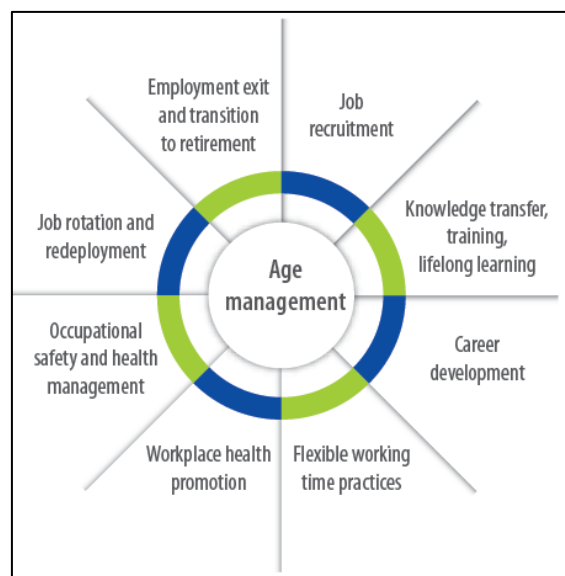 Employment exit
and transition
to retirement
Job
recruitment
Knowledge transfer,
training,
lifelong learning
Career
development
Flexible working
time practices
Workplace health
promotion
Occupational
safety and health
management
Job rotation and
redeployment
Age
management